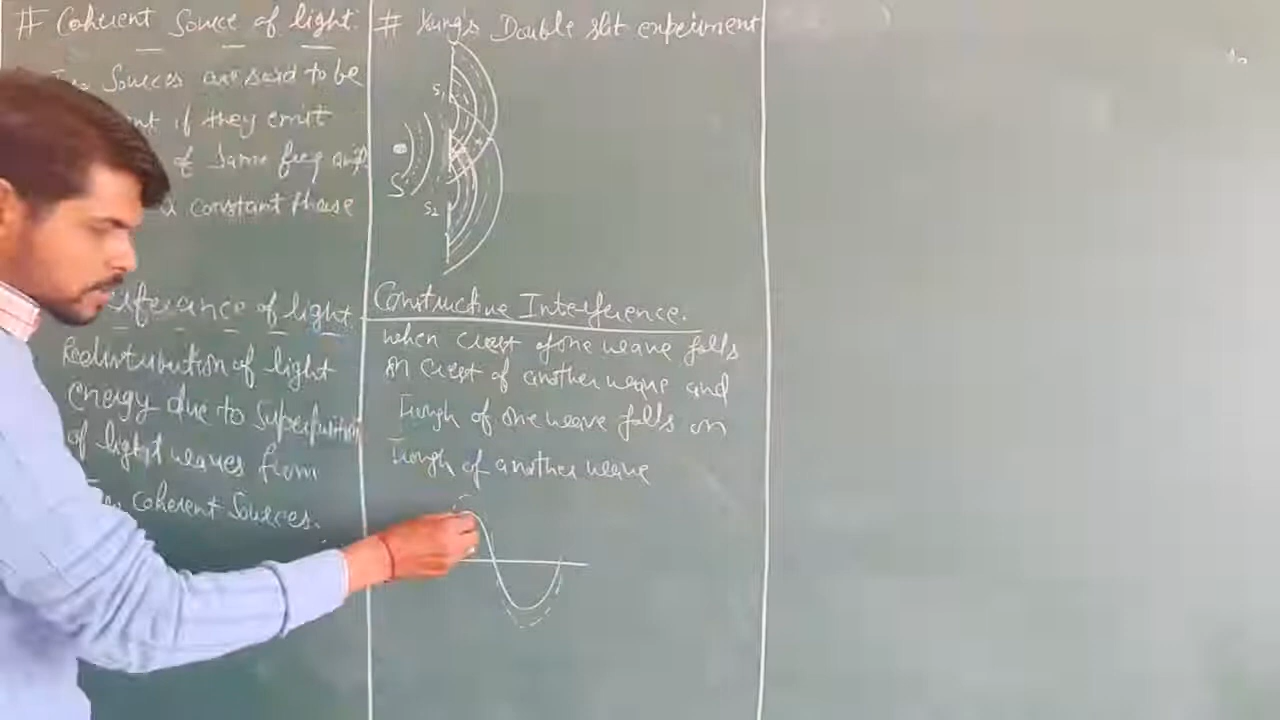 # Coherent Source of light.
Sources are said to be
if they emit
of same freq and
a constant Phase
of light.
Redistribution of light
energy due to Superposition
of light waves from
Coherent Sources.
# Yung's Double slit experiment
S1
S
S2
Constructive Interference.
when crest of one wave falls
on crest of another wave and
Trough of one wave falls on
Trough of another wave